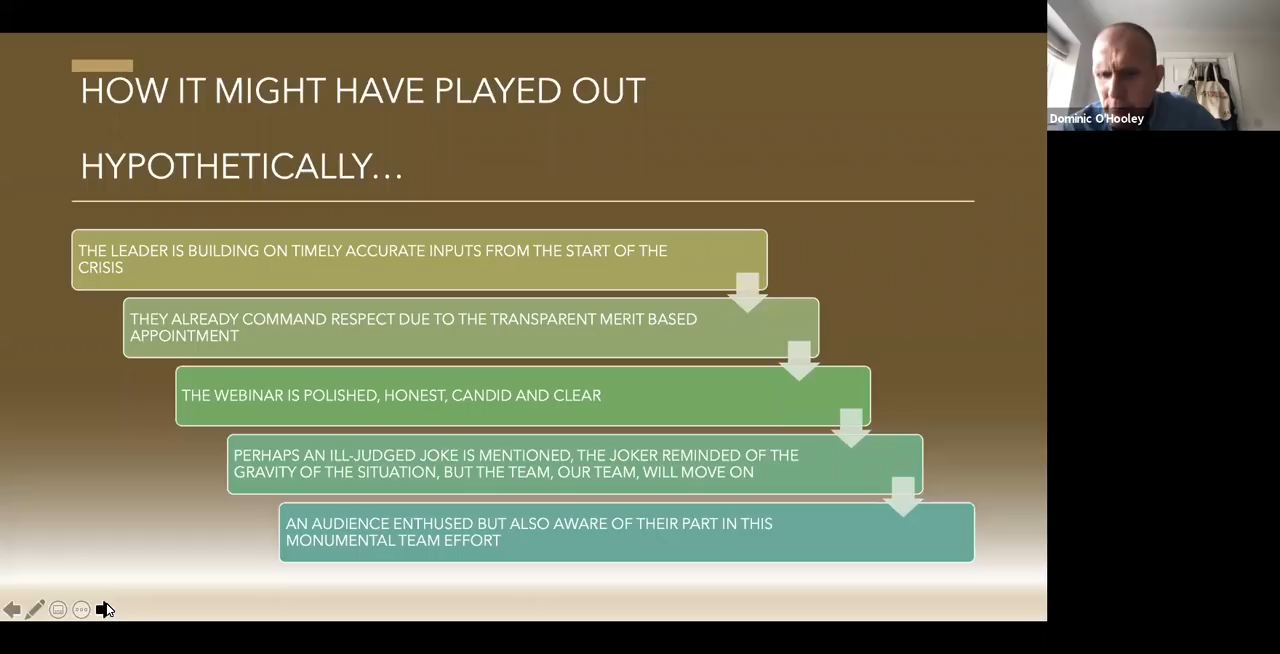 HOW IT MIGHT HAVE PLAYED OUT
HYPOTHETICALLY…
Dominic O'Hooley
THE LEADER IS BUILDING ON TIMELY ACCURATE INPUTS FROM THE START OF THE
CRISIS
THEY ALREADY COMMAND RESPECT DUE TO THE TRANSPARENT MERIT BASED
APPOINTMENT
THE WEBINAR IS POLISHED, HONEST, CANDID AND CLEAR
PERHAPS AN ILL-JUDGED JOKE IS MENTIONED, THE JOKER REMINDED OF THE
GRAVITY OF THE SITUATION, BUT THE TEAM, OUR TEAM, WILL MOVE ON
AN AUDIENCE ENTHUSED BUT ALSO AWARE OF THEIR PART IN THIS
MONUMENTAL TEAM EFFORT